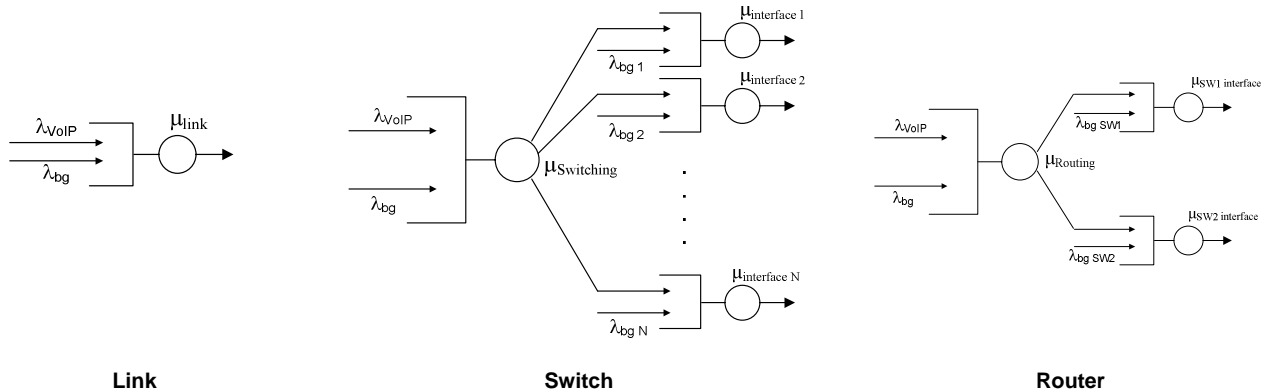 λVoIP
λbg
μlink
Link
λVoIP
λbg
μSwitching
λbg 1
μinterface 1
λbg 2
μinterface 2
λbg N
μinterface N
Switch
λVoIP
λbg
μRouting
λbg SW1
μSW1 interface
λbg SW2
μSW2 interface
Router